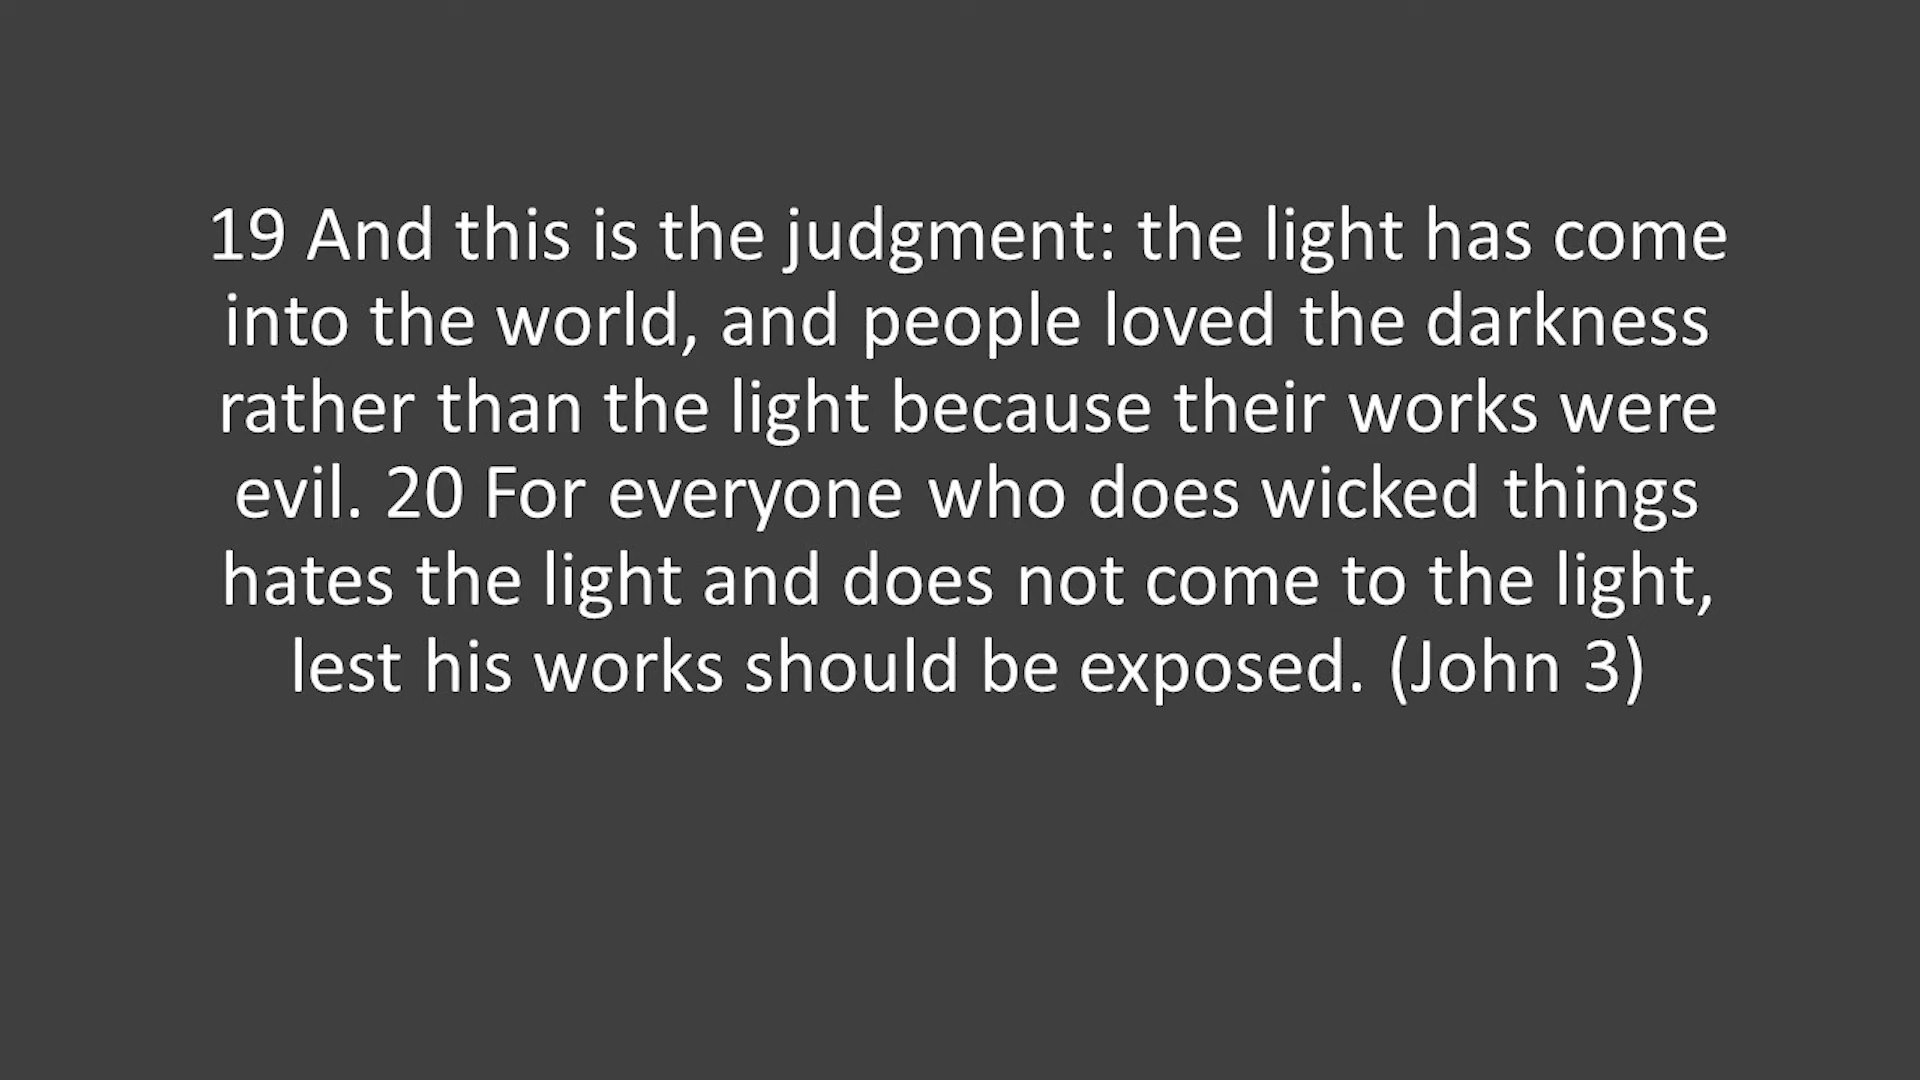 19 And this is the judgment: the light has come
into the world, and people loved the darkness
rather than the light because their works were
evil. 20 For everyone who does wicked things
hates the light and does not come to the light,
lest his works should be exposed. (John 3)